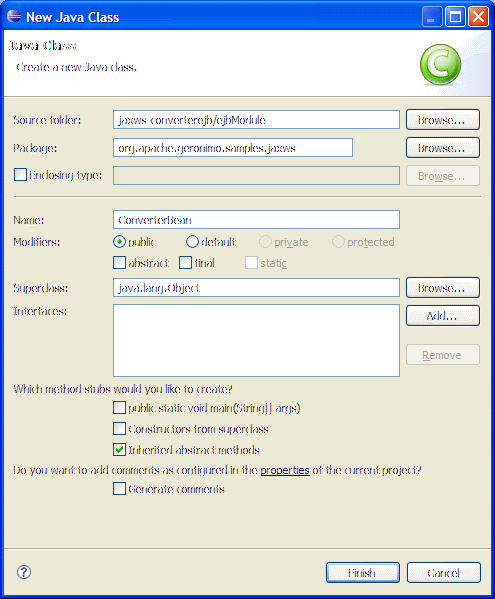 New Java Class
Java Class
Create a new Java class.
Source folder: jaxws-converterejb/ejbModule Browse...
Package: org.apache.geronimo.samples.jaxws Browse...
Enclosing type: Browse...
Name: ConverterBean
Modifiers: public default private protected
abstract final static
Superclass: java.lang.Object Browse...
Interfaces: Add...
Remove
Which method stubs would you like to create?
public static void main(String[] args)
Constructors from superclass
Inherited abstract methods
Do you want to add comments as configured in the properties of the current project?
Generate comments
? Finish Cancel